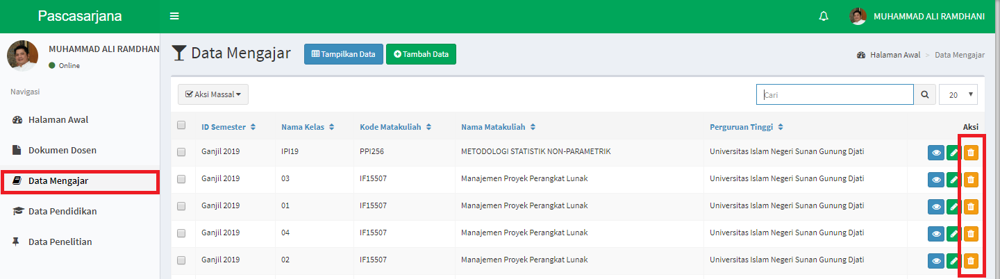 Pascasarjana
MUHAMMAD ALI RAMDHANI
MUHAMMAD ALI RAMDHAN
Online
Navigasi
Halaman Awal
Dokumen Dosen
Data Mengajar
Data Pendidikan
Data Penelitian
Data Mengajar Tampilkan Data Tambah Data Halaman Awal > Data Mengajar
Aksi Massal Cari 20
ID Semester Nama Kelas Kode Matakuliah Nama Matakuliah Perguruan Tinggi Aksi
Ganjil 2019 IPI19 PPI256 METODOLOGI STATISTIK NON-PARAMETRIK Universitas Islam Negeri Sunan Gunung Djati
Ganjil 2019 03 IF15507 Manajemen Proyek Perangkat Lunak Universitas Islam Negeri Sunan Gunung Djati
Ganjil 2019 01 IF15507 Manajemen Proyek Perangkat Lunak Universitas Islam Negeri Sunan Gunung Djati
Ganjil 2019 04 IF15507 Manajemen Proyek Perangkat Lunak Universitas Islam Negeri Sunan Gunung Djati
Ganjil 2019 02 IF15507 Manajemen Proyek Perangkat Lunak Universitas Islam Negeri Sunan Gunung Djati